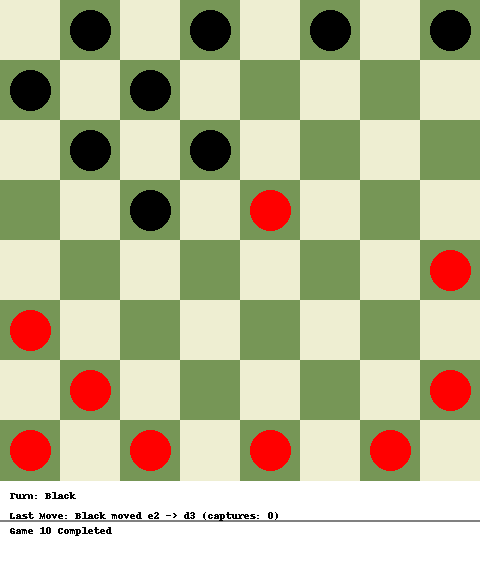 Turn: Black
Last Move: Black moved e2 -> d3 (captures: 0)
Game 10 Completed